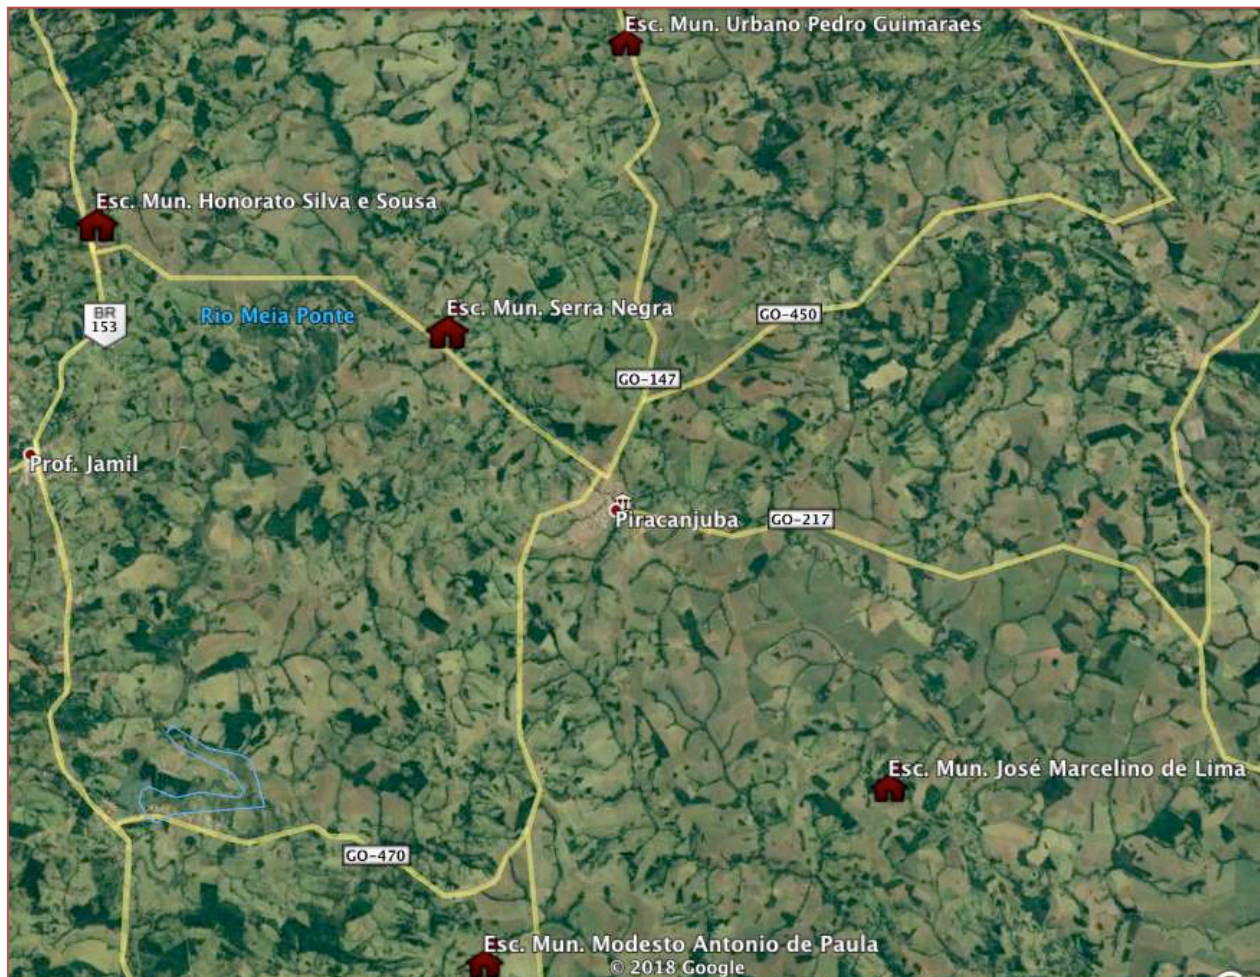 Esc. Mun. Urbano Pedro Guimaraes
Esc. Mun. Honorato Silva e Sousa
Esc. Mun. Serra Negra
Rio Meia Ponte
BR
153
GO-450
GO-147
Prof. Jamil
Piracanjuba
GO-217
Esc. Mun. José Marcelino de Lima
GO-470
Esc. Mun. Modesto Antonio de Paula
© 2018 Google